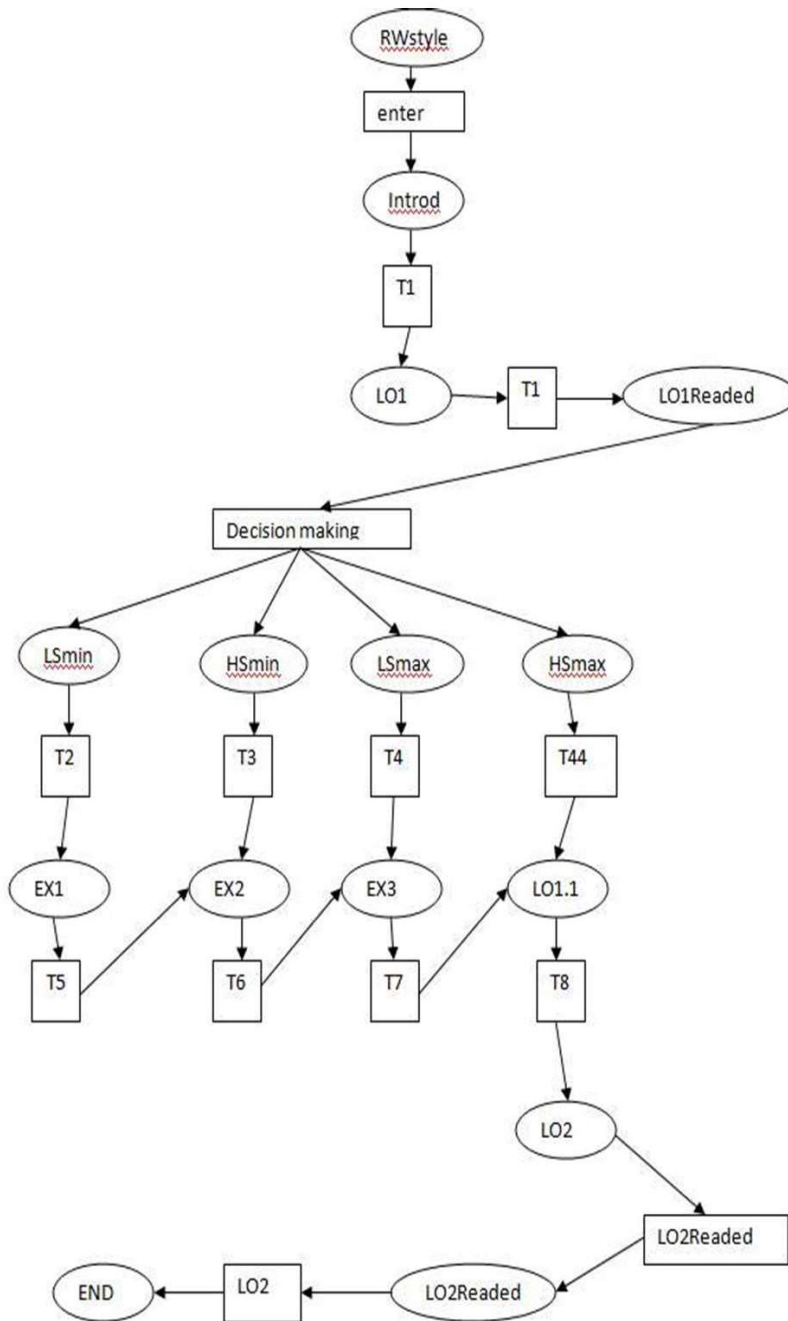 RWstyle
enter
Introd
T1
LO1
T1
LO1Readed
Decision making
LSmin
HSmin
LSmax
HSmax
T2
T3
T4
T44
EX1
EX2
EX3
LO1.1
T5
T6
T7
T8
LO2
LO2Readed
END
LO2
LO2Readed